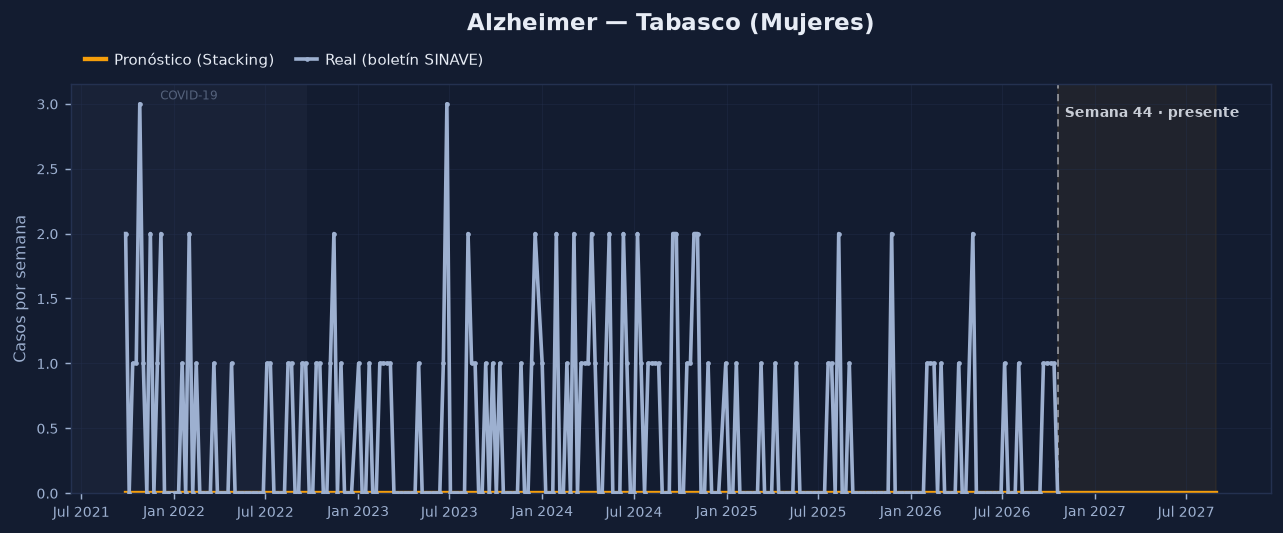 Alzheimer — Tabasco (Mujeres)
Pronóstico (Stacking)
Real (boletín SINAVE)
COVID-19
Semana 44 · presente
Casos por semana
3.0
2.5
2.0
1.5
1.0
0.5
0.0
Jul 2021
Jan 2022
Jul 2022
Jan 2023
Jul 2023
Jan 2024
Jul 2024
Jan 2025
Jul 2025
Jan 2026
Jul 2026
Jan 2027
Jul 2027